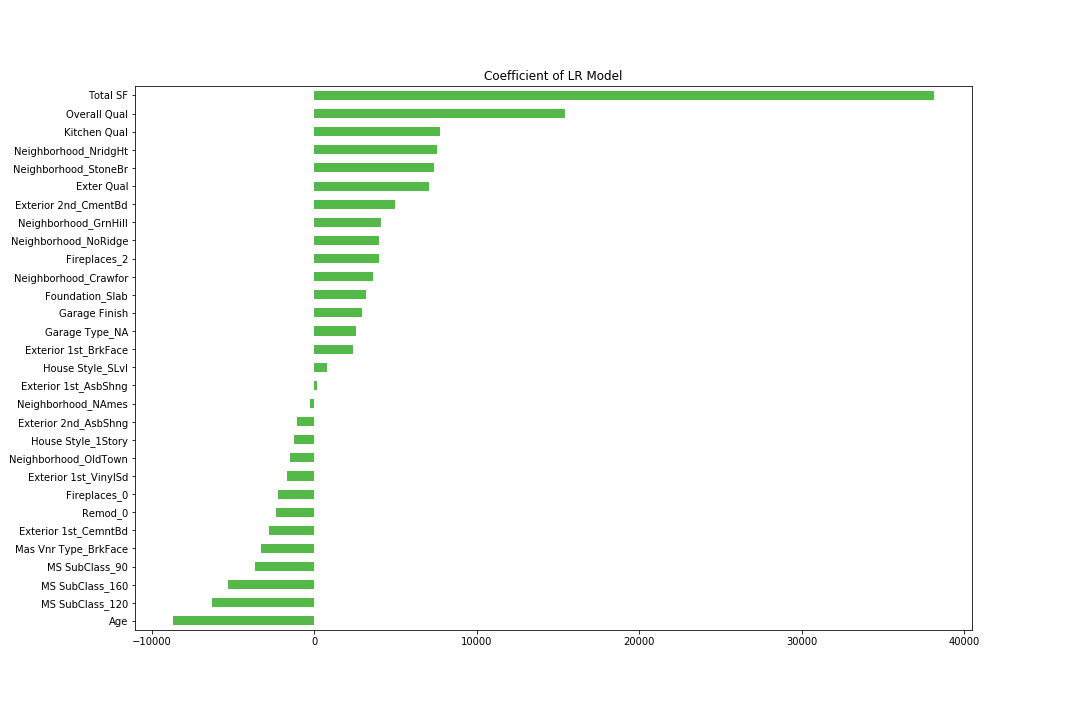 Coefficient of LR Model
Total SF
Overall Qual
Kitchen Qual
Neighborhood_NridgHt
Neighborhood_StoneBr
Exter Qual
Exterior 2nd_CmentBd
Neighborhood_GrnHill
Neighborhood_NoRidge
Fireplaces_2
Neighborhood_Crawfor
Foundation_Slab
Garage Finish
Garage Type_NA
Exterior 1st_BrkFace
House Style_SLvl
Exterior 1st_AsbShng
Neighborhood_NAmes
Exterior 2nd_AsbShng
House Style_1Story
Neighborhood_OldTown
Exterior 1st_VinylSd
Fireplaces_0
Remod_0
Exterior 1st_CemntBd
Mas Vnr Type_BrkFace
MS SubClass_90
MS SubClass_160
MS SubClass_120
Age
−10000 0 10000 20000 30000 40000